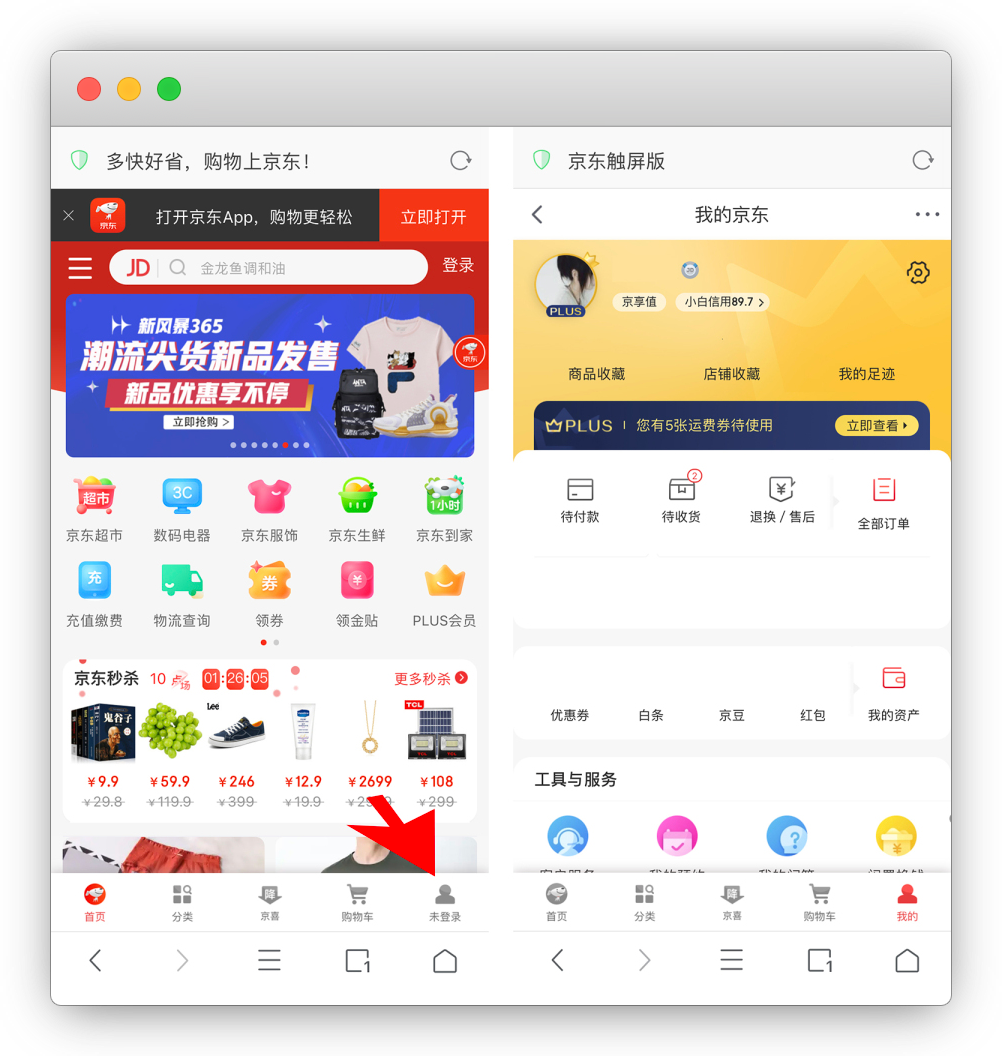 多快好省，购物上京东！
京东
打开京东App，购物更轻松
立即打开
JD
金龙鱼调和油
登录
新风暴365
潮流尖货新品发售
新品优惠享不停
立即抢购 >
ANTA
京东
超市
3C
1小时
京东超市
数码电器
京东服饰
京东生鲜
京东到家
充
券
¥
充值缴费
物流查询
领券
领金贴
PLUS会员
京东秒杀
10 点场
01:26:05
更多秒杀
鬼谷子
Lee
TCL
TCL
TCL
¥9.9
¥59.9
¥246
¥12.9
¥2699
¥108
¥29.8
¥119.9
¥399
¥19.9
¥299
降
首页
分类
京喜
购物车
未登录
1
京东触屏版
我的京东
JD
PLUS
京享值
小白信用89.7
商品收藏
店铺收藏
我的足迹
PLUS
您有5张运费券待使用
立即查看
2
¥
待付款
待收货
退换 / 售后
全部订单
优惠券
白条
京豆
红包
我的资产
工具与服务
?
¥
降
首页
分类
京喜
购物车
我的
1